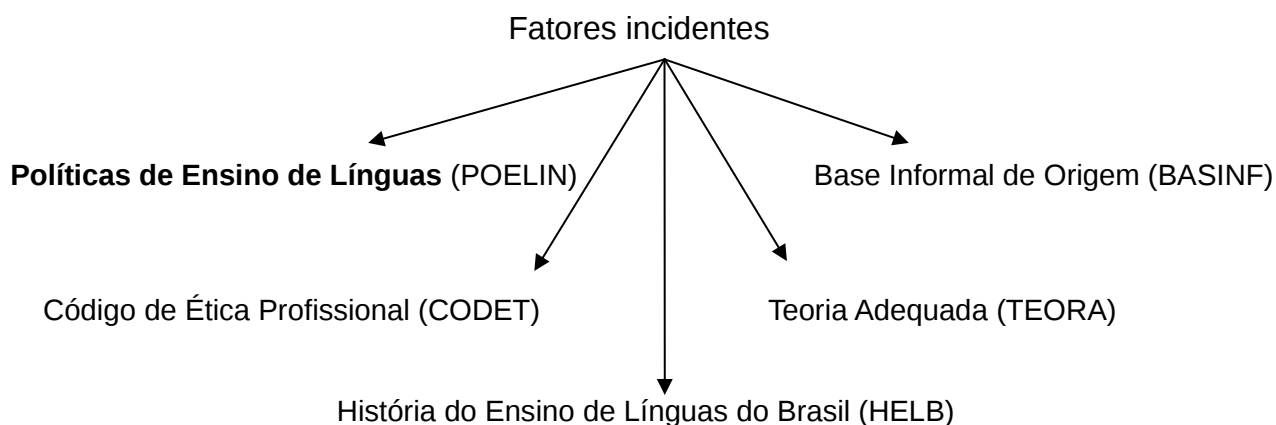 Fatores incidentes
Políticas de Ensino de Línguas (POELIN)
Base Informal de Origem (BASINF)
Código de Ética Profissional (CODET)
Teoria Adequada (TEORA)
História do Ensino de Línguas do Brasil (HELB)